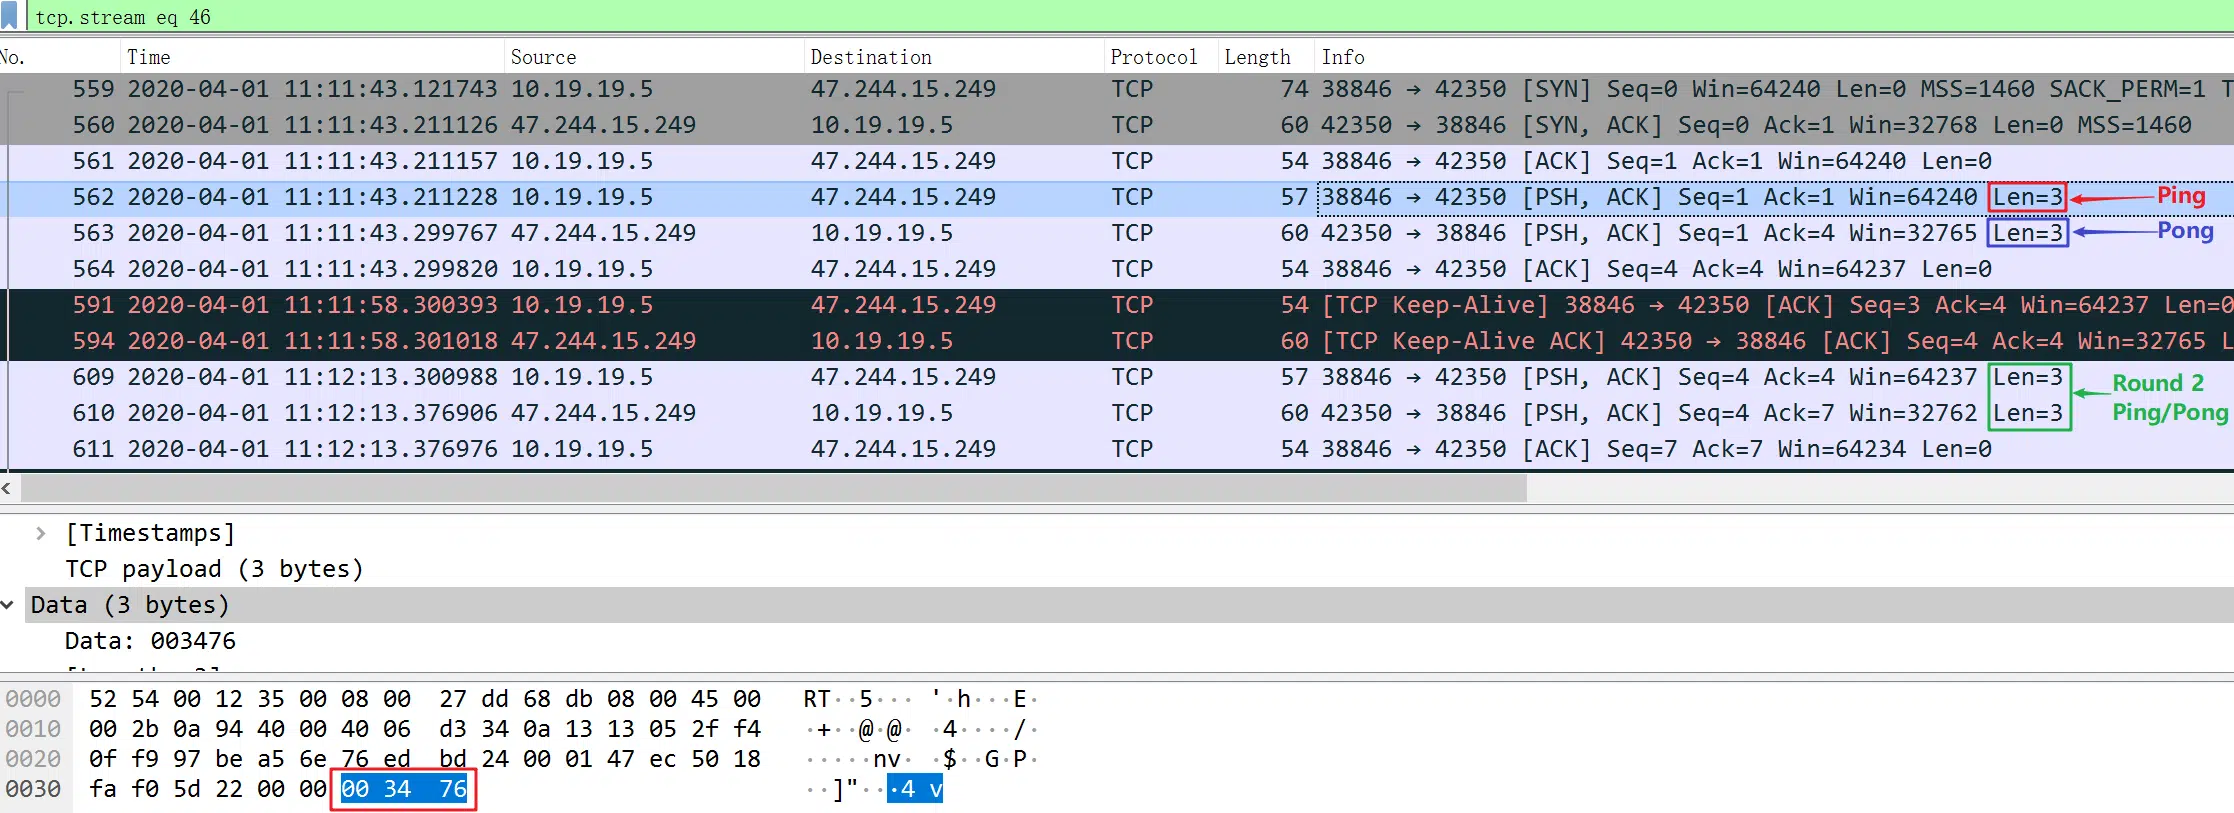 tcp.stream eq 46
No. Time Source Destination Protocol Length Info
559 2020-04-01 11:11:43.121743 10.19.19.5 47.244.15.249 TCP 74 38846 → 42350 [SYN] Seq=0 Win=64240 Len=0 MSS=1460 SACK_PERM=1 T
560 2020-04-01 11:11:43.211126 47.244.15.249 10.19.19.5 TCP 60 42350 → 38846 [SYN, ACK] Seq=0 Ack=1 Win=32768 Len=0 MSS=1460
561 2020-04-01 11:11:43.211157 10.19.19.5 47.244.15.249 TCP 54 38846 → 42350 [ACK] Seq=1 Ack=1 Win=64240 Len=0
562 2020-04-01 11:11:43.211228 10.19.19.5 47.244.15.249 TCP 57 38846 → 42350 [PSH, ACK] Seq=1 Ack=1 Win=64240 Len=3 Ping
563 2020-04-01 11:11:43.299767 47.244.15.249 10.19.19.5 TCP 60 42350 → 38846 [PSH, ACK] Seq=1 Ack=4 Win=32765 Len=3 Pong
564 2020-04-01 11:11:43.299820 10.19.19.5 47.244.15.249 TCP 54 38846 → 42350 [ACK] Seq=4 Ack=4 Win=64237 Len=0
591 2020-04-01 11:11:58.300393 10.19.19.5 47.244.15.249 TCP 54 [TCP Keep-Alive] 38846 → 42350 [ACK] Seq=3 Ack=4 Win=64237 Len=0
594 2020-04-01 11:11:58.301018 47.244.15.249 10.19.19.5 TCP 60 [TCP Keep-Alive ACK] 42350 → 38846 [ACK] Seq=4 Ack=4 Win=32765 L
609 2020-04-01 11:12:13.300988 10.19.19.5 47.244.15.249 TCP 57 38846 → 42350 [PSH, ACK] Seq=4 Ack=4 Win=64237 Len=3 Round 2
610 2020-04-01 11:12:13.376906 47.244.15.249 10.19.19.5 TCP 60 42350 → 38846 [PSH, ACK] Seq=4 Ack=7 Win=32762 Len=3 Ping/Pong
611 2020-04-01 11:12:13.376976 10.19.19.5 47.244.15.249 TCP 54 38846 → 42350 [ACK] Seq=7 Ack=7 Win=64234 Len=0
[Timestamps]
TCP payload (3 bytes)
Data (3 bytes)
Data: 003476
0000 52 54 00 12 35 00 08 00 27 dd 68 db 08 00 45 00 RT··5··· '·h···E·
0010 00 2b 0a 94 40 00 40 06 d3 34 0a 13 13 05 2f f4 ·+··@·@· ·4····/·
0020 0f f9 97 be a5 6e 76 ed bd 24 00 01 47 ec 50 18 ·····nv· ·$··G·P·
0030 fa f0 5d 22 00 00 00 34 76 ··]"···4 v